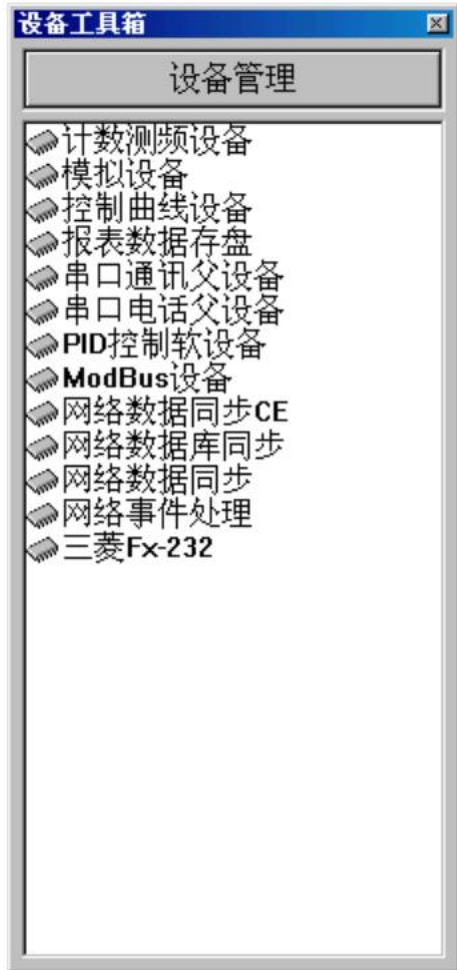 设备工具箱
设备管理
计数测频设备
模拟设备
控制曲线设备
报表数据存盘
串口通讯父设备
串口电话父设备
PID控制软设备
ModBus设备
网络数据同步CE
网络数据库同步
网络数据同步
网络事件处理
三菱Fx-232